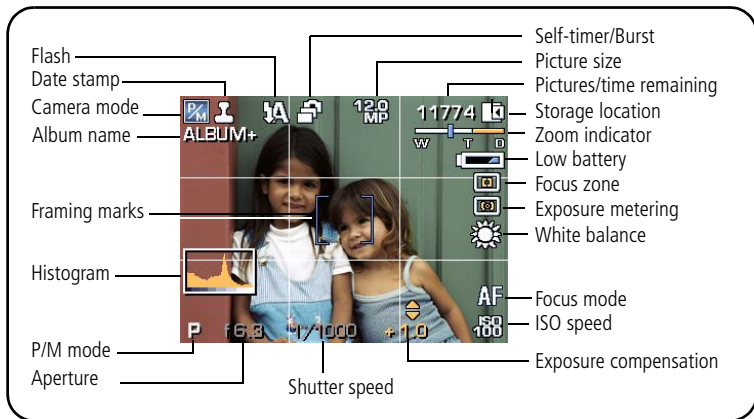 Flash
Date stamp
Camera mode
Album name
Framing marks
Histogram
P/M mode
Aperture
Shutter speed
Self-timer/Burst
Picture size
Pictures/time remaining
Storage location
Zoom indicator
Low battery
Focus zone
Exposure metering
White balance
Focus mode
ISO speed
Exposure compensation
P/M
A
12.0
MP
11774
ALBUM+
W T D
AF
ISO
100
P f6.3 1/1000 +1.0